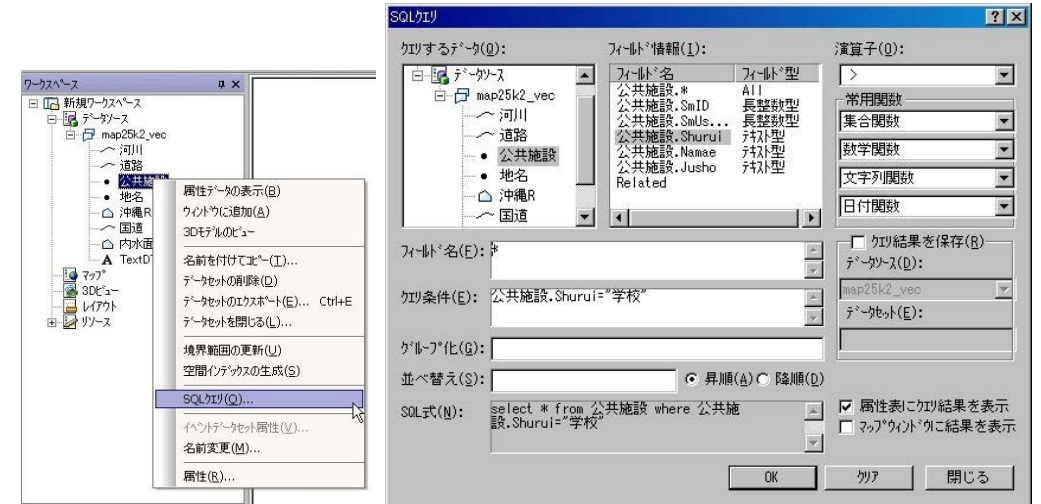 ワークスペース
新規ワークスペース
データソース
map25k2_vec
河川
道路
公共施設
地名
沖縄R
国道
内水面
マップ
3Dビュー
レイアウト
リソース
属性データの表示(B)
ウィンドウに追加(A)
3Dモデルのビュー
名前を付けてコピー(T)...
データセットの削除(D)
データセットのエクスポート(E)... Ctrl+E
データセットを閉じる(L)...
境界範囲の更新(U)
空間インデックスの生成(S)
SQLクエリ(Q)...
イベントデータセット属性(V)...
名前変更(M)...
属性(R)...
SQLクエリ
クエリするデータ(Q):
データソース
map25k2_vec
河川
道路
公共施設
地名
沖縄R
国道
フィールド情報(I):
フィールド名 フィールド型
公共施設.* All
公共施設.SmID 長整数型
公共施設.SmUs... 長整数型
公共施設.Shurui テキスト型
公共施設.Namae テキスト型
公共施設.Jusho テキスト型
Related
演算子(O):
>
常用関数
集合関数
数学関数
文字列関数
日付関数
フィールド名(F): *
クエリ条件(E): 公共施設.Shurui="学校"
グループ化(G):
並べ替え(S): 昇順(A) 降順(D)
SQL式(N): select * from 公共施設 where 公共施
設.Shurui="学校"
クエリ結果を保存(R)
データソース(D):
map25k2_vec
データセット(E):
属性表にクエリ結果を表示
マップウィンドウに結果を表示
OK クリア 閉じる